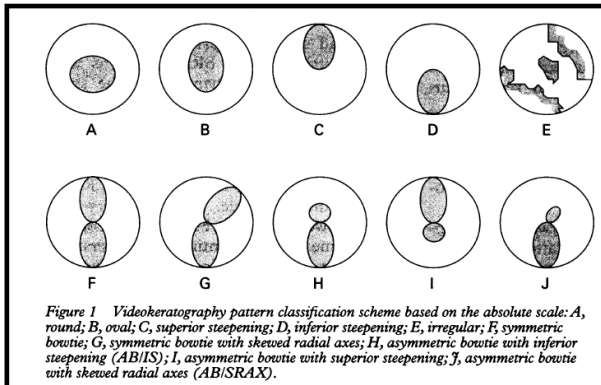 A B C D E
F G H I J
Figure 1 Videokeratography pattern classification scheme based on the absolute scale: A,
round; B, oval; C, superior steepening; D, inferior steepening; E, irregular; F, symmetric
bowtie; G, symmetric bowtie with skewed radial axes; H, asymmetric bowtie with inferior
steepening (AB/IS); I, asymmetric bowtie with superior steepening; J, asymmetric bowtie
with skewed radial axes (AB/SRAX).